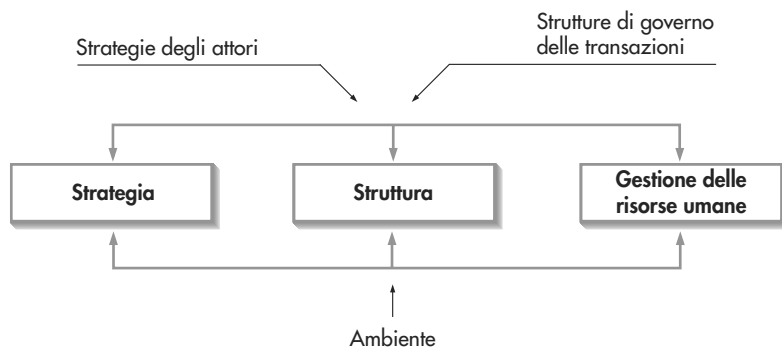 Strategie degli attori
Strutture di governo
delle transazioni
Strategia
Struttura
Gestione delle
risorse umane
Ambiente